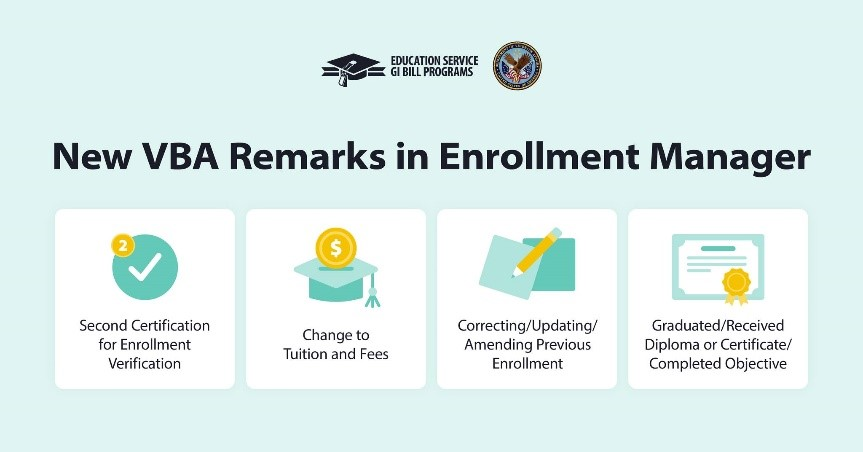 EDUCATION SERVICE
GI BILL PROGRAMS
New VBA Remarks in Enrollment Manager
2
Second Certification
for Enrollment
Verification
$
Change to
Tuition and Fees
Correcting/Updating/
Amending Previous
Enrollment
Graduated/Received
Diploma or Certificate/
Completed Objective